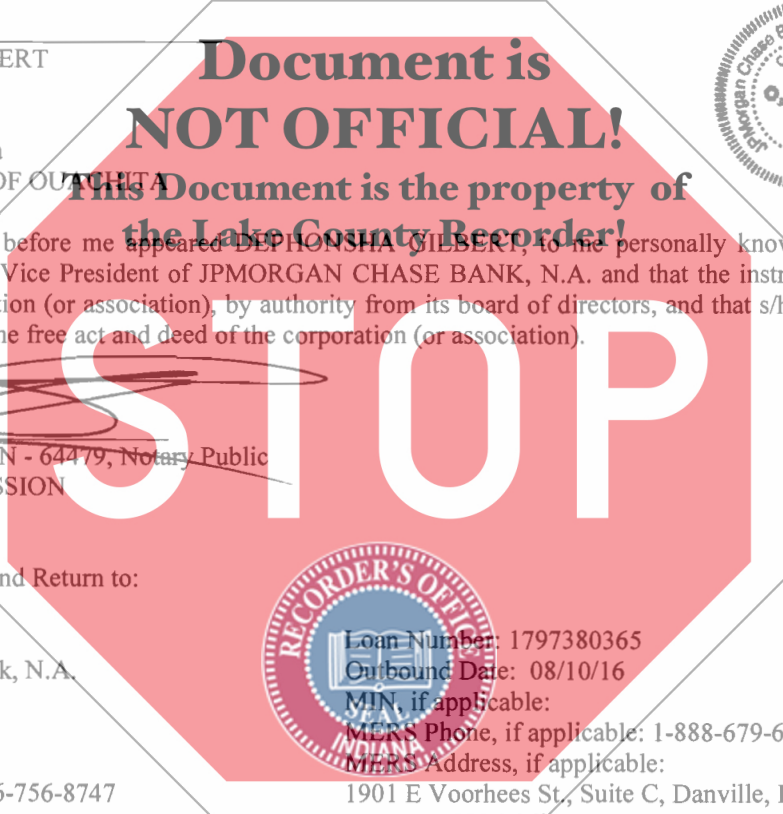 ERT
Document is
NOT OFFICIAL!
JPMorgan Chase
OF OUACHITA
This Document is the property of
the Lake County Recorder!
before me appeared DEPHONSHA GILBERT, to me personally know
Vice President of JPMORGAN CHASE BANK, N.A. and that the instr
tion (or association), by authority from its board of directors, and that s/h
he free act and deed of the corporation (or association).
STOP
N - 64479, Notary Public
SSION
nd Return to:
RECORDER'S OFFICE
SEAL
INDIANA
Loan Number: 1797380365
k, N.A.
Outbound Date: 08/10/16
MIN, if applicable:
MERS Phone, if applicable: 1-888-679-6
MERS Address, if applicable:
6-756-8747
1901 E Voorhees St., Suite C, Danville, I